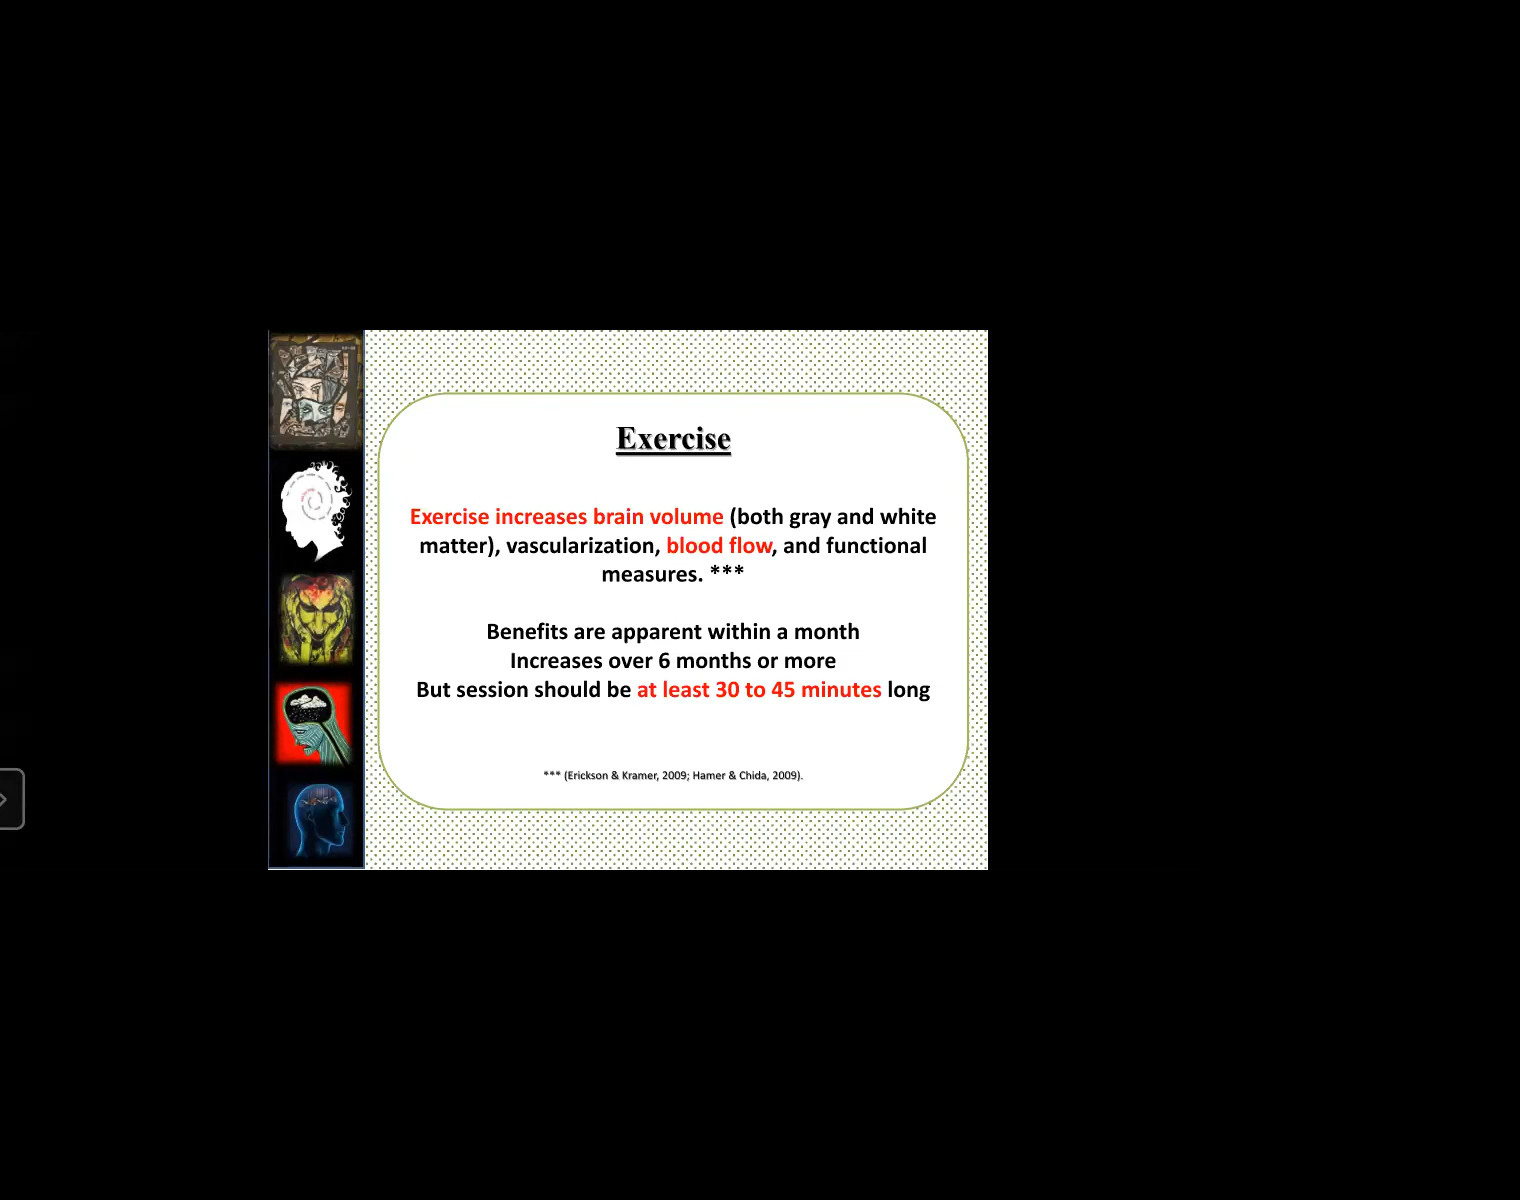 Exercise
Exercise increases brain volume (both gray and white
matter), vascularization, blood flow, and functional
measures. ***
Benefits are apparent within a month
Increases over 6 months or more
But session should be at least 30 to 45 minutes long
*** (Erickson & Kramer, 2009; Hamer & Chida, 2009).